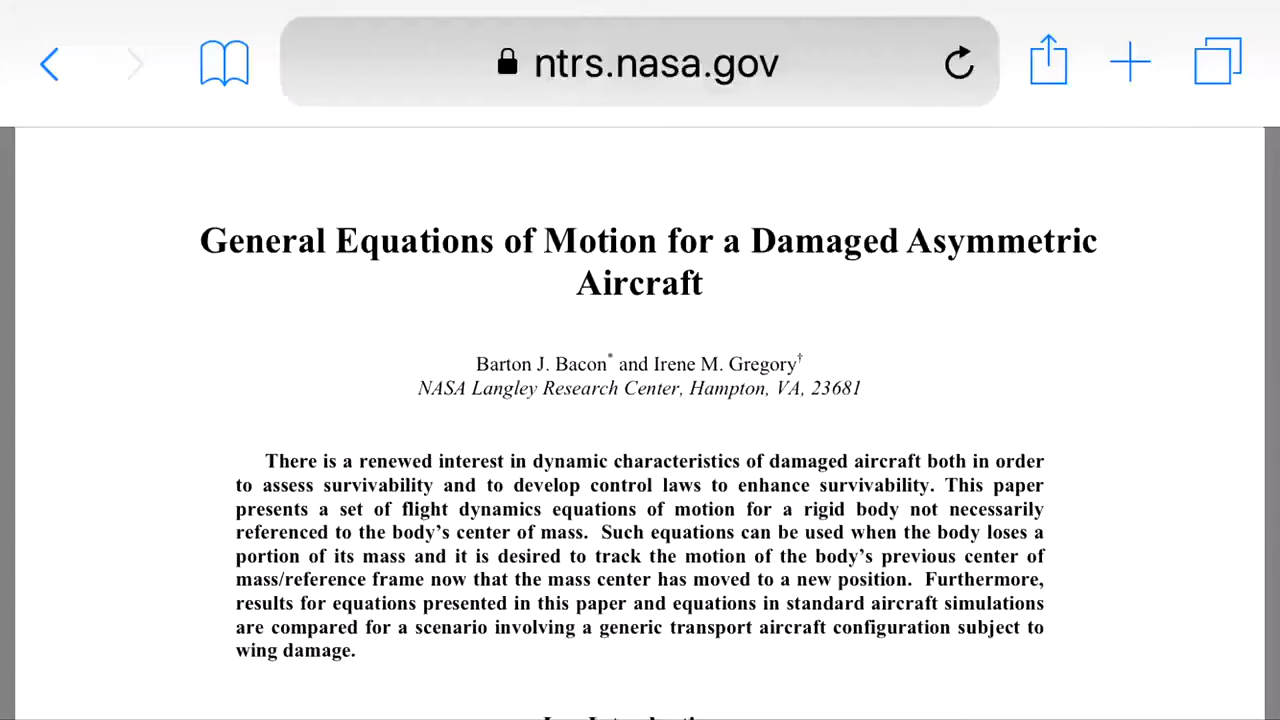 ntrs.nasa.gov
General Equations of Motion for a Damaged Asymmetric
Aircraft
Barton J. Bacon* and Irene M. Gregory†
NASA Langley Research Center, Hampton, VA, 23681
There is a renewed interest in dynamic characteristics of damaged aircraft both in order
to assess survivability and to develop control laws to enhance survivability. This paper
presents a set of flight dynamics equations of motion for a rigid body not necessarily
referenced to the body's center of mass. Such equations can be used when the body loses a
portion of its mass and it is desired to track the motion of the body's previous center of
mass/reference frame now that the mass center has moved to a new position. Furthermore,
results for equations presented in this paper and equations in standard aircraft simulations
are compared for a scenario involving a generic transport aircraft configuration subject to
wing damage.